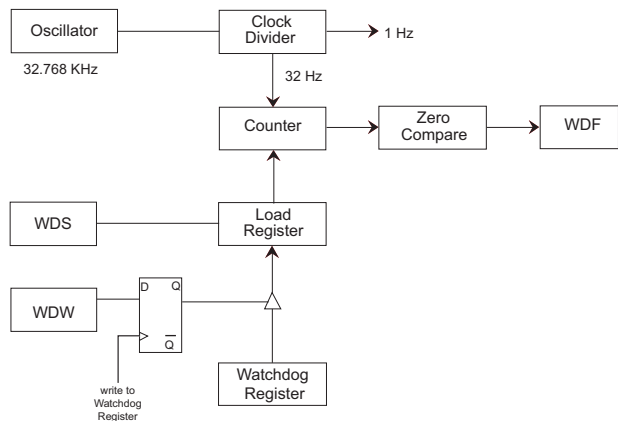 Oscillator
Clock
Divider
1 Hz
32.768 KHz
32 Hz
Counter
Zero
Compare
WDF
WDS
Load
Register
WDW
D
Q
Q
write to
Watchdog
Register
Watchdog
Register